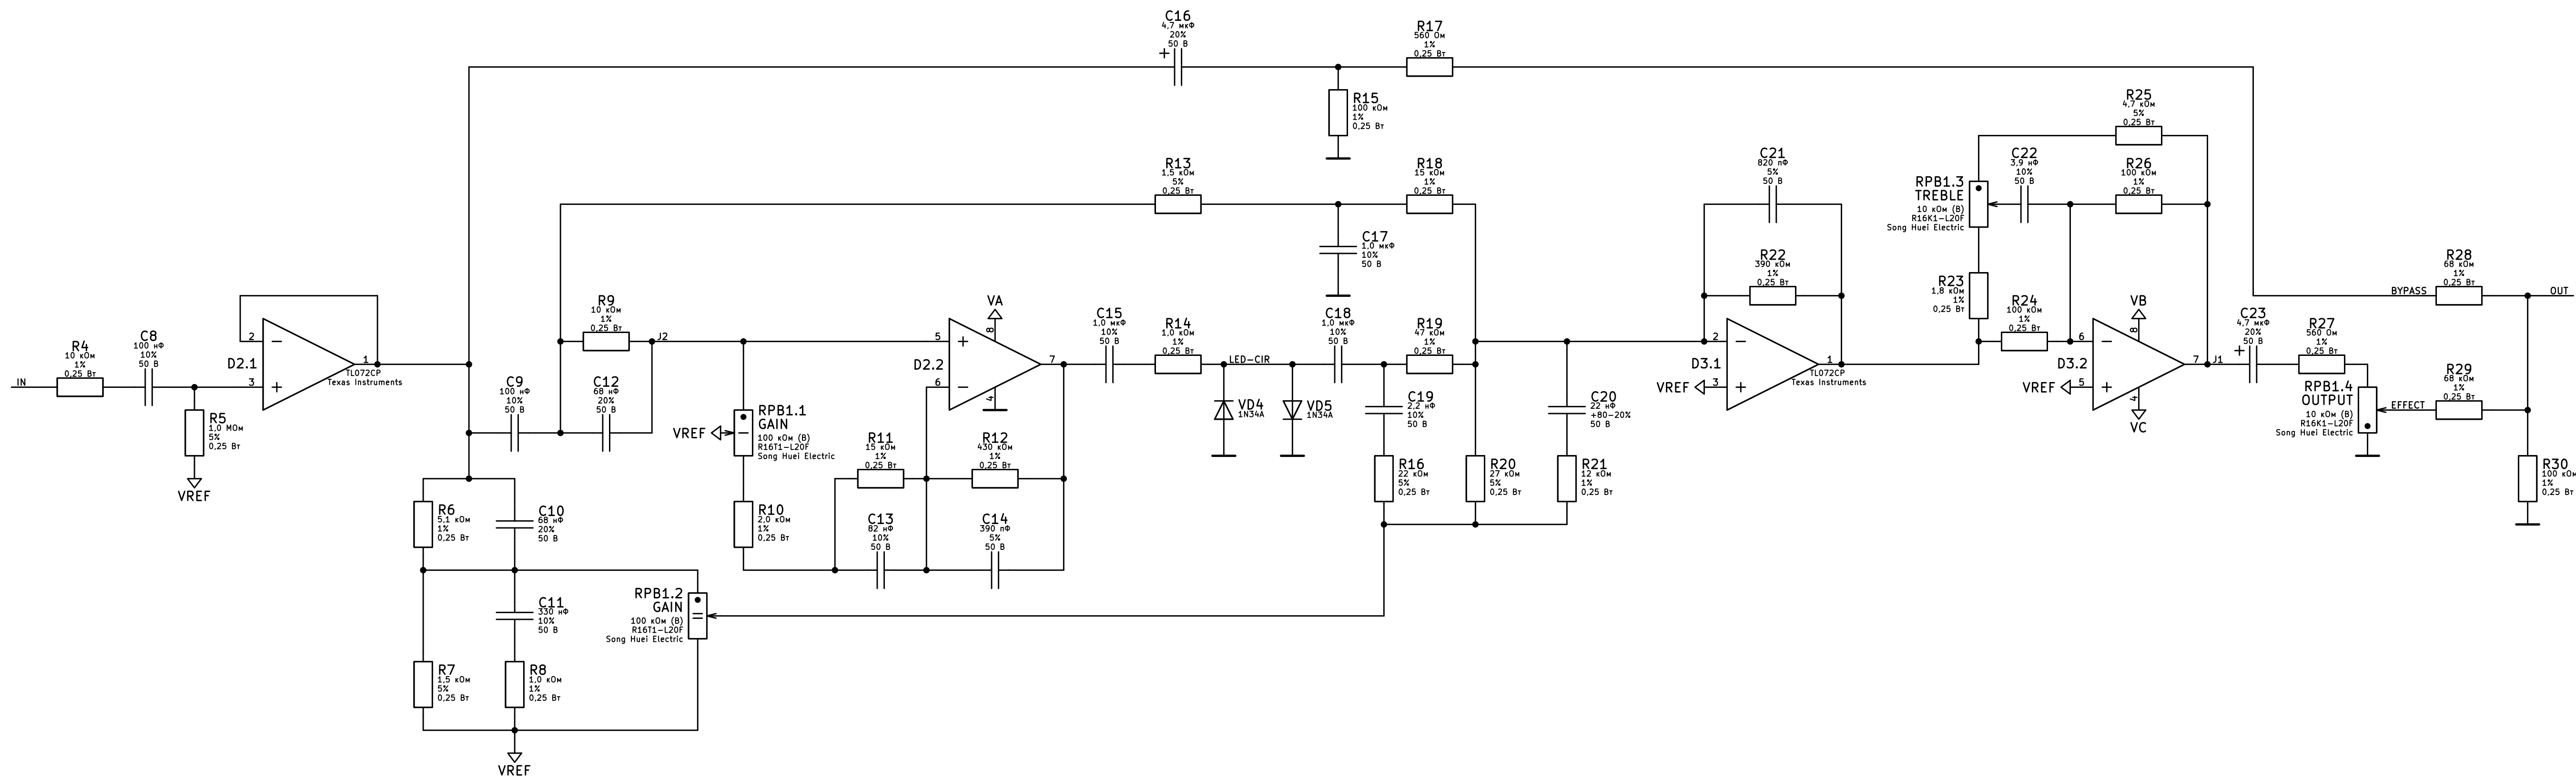 C16
4,7 мкФ
20%
50 В
+
R17
560 Ом
1%
0,25 Вт
R15
100 кОм
1%
0,25 Вт
R25
4,7 кОм
5%
0,25 Вт
R13
1,5 кОм
5%
0,25 Вт
R18
15 кОм
1%
0,25 Вт
C21
820 пФ
5%
50 В
RPB1.3
TREBLE
10 кОм (B)
R16K1-L20F
Song Huei Electric
C22
3,9 нФ
10%
50 В
R26
100 кОм
1%
0,25 Вт
C17
1,0 мкФ
10%
50 В
R22
390 кОм
1%
0,25 Вт
R23
1,8 кОм
1%
0,25 Вт
R28
68 кОм
1%
0,25 Вт
BYPASS
OUT
R4
10 кОм
1%
0,25 Вт
IN
C8
100 нФ
10%
50 В
R5
1,0 МОм
5%
0,25 Вт
VREF
D2.1
2
3
1
TL072CP
Texas Instruments
R9
10 кОм
1%
0,25 Вт
J2
C9
100 нФ
10%
50 В
C12
68 нФ
20%
50 В
VREF
RPB1.1
GAIN
100 кОм (B)
R16T1-L20F
Song Huei Electric
VA
8
5
6
4
7
D2.2
C15
1,0 мкФ
10%
50 В
R14
1,0 кОм
1%
0,25 Вт
LED-CIR
C18
1,0 мкФ
10%
50 В
R19
47 кОм
1%
0,25 Вт
VD4
1N34A
VD5
1N34A
C19
2,2 нФ
10%
50 В
C20
22 нФ
+80-20%
50 В
D3.1
2
3
1
VREF
TL072CP
Texas Instruments
R24
100 кОм
1%
0,25 Вт
VB
8
6
5
4
7
D3.2
VREF
VC
J1
C23
4,7 мкФ
20%
50 В
+
R27
560 Ом
1%
0,25 Вт
RPB1.4
OUTPUT
10 кОм (B)
R16K1-L20F
Song Huei Electric
EFFECT
R29
68 кОм
1%
0,25 Вт
R30
100 кОм
1%
0,25 Вт
R11
15 кОм
1%
0,25 Вт
R12
430 кОм
1%
0,25 Вт
R16
22 кОм
5%
0,25 Вт
R20
27 кОм
5%
0,25 Вт
R21
12 кОм
1%
0,25 Вт
R6
5,1 кОм
1%
0,25 Вт
C10
68 нФ
20%
50 В
R10
2,0 кОм
1%
0,25 Вт
C13
82 нФ
10%
50 В
C14
390 пФ
5%
50 В
C11
330 нФ
10%
50 В
RPB1.2
GAIN
100 кОм (B)
R16T1-L20F
Song Huei Electric
R7
1,5 кОм
5%
0,25 Вт
R8
1,0 кОм
1%
0,25 Вт
VREF